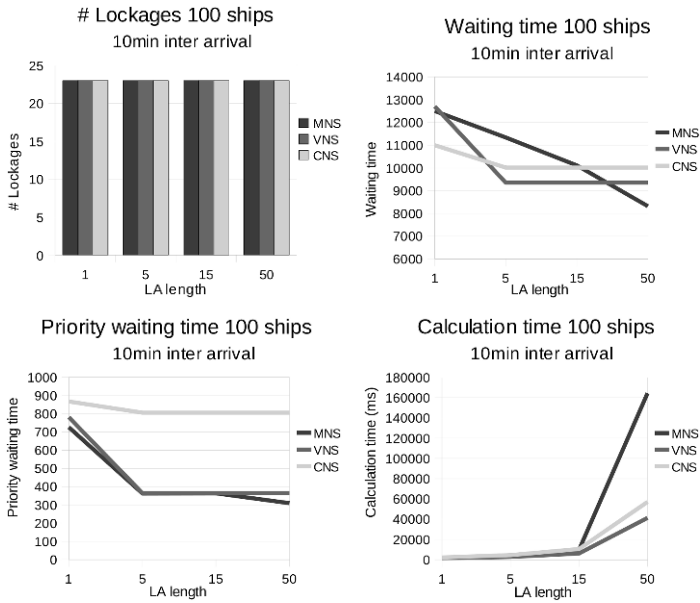 # Lockages 100 ships
10min inter arrival
25
20
15
10
5
0
# Lockages
1 5 15 50
LA length
MNS
VNS
CNS
Waiting time 100 ships
10min inter arrival
14000
13000
12000
11000
10000
9000
8000
7000
6000
Waiting time
1 5 15 50
LA length
MNS
VNS
CNS
Priority waiting time 100 ships
10min inter arrival
1000
900
800
700
600
500
400
300
200
100
0
Priority waiting time
1 5 15 50
LA length
MNS
VNS
CNS
Calculation time 100 ships
10min inter arrival
180000
160000
140000
120000
100000
80000
60000
40000
20000
0
Calculation time (ms)
1 5 15 50
LA length
MNS
VNS
CNS